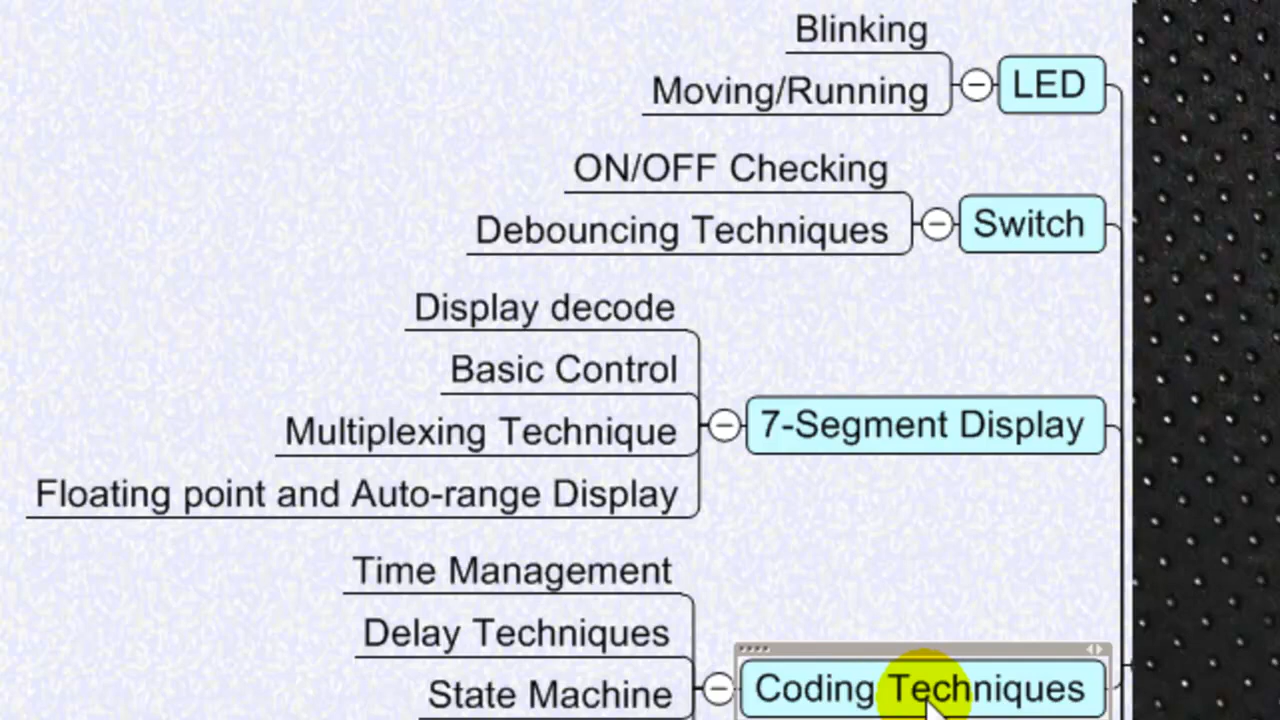 Blinking
LED
Moving/Running
ON/OFF Checking
Switch
Debouncing Techniques
Display decode
Basic Control
7-Segment Display
Multiplexing Technique
Floating point and Auto-range Display
Time Management
Delay Techniques
Coding Techniques
State Machine